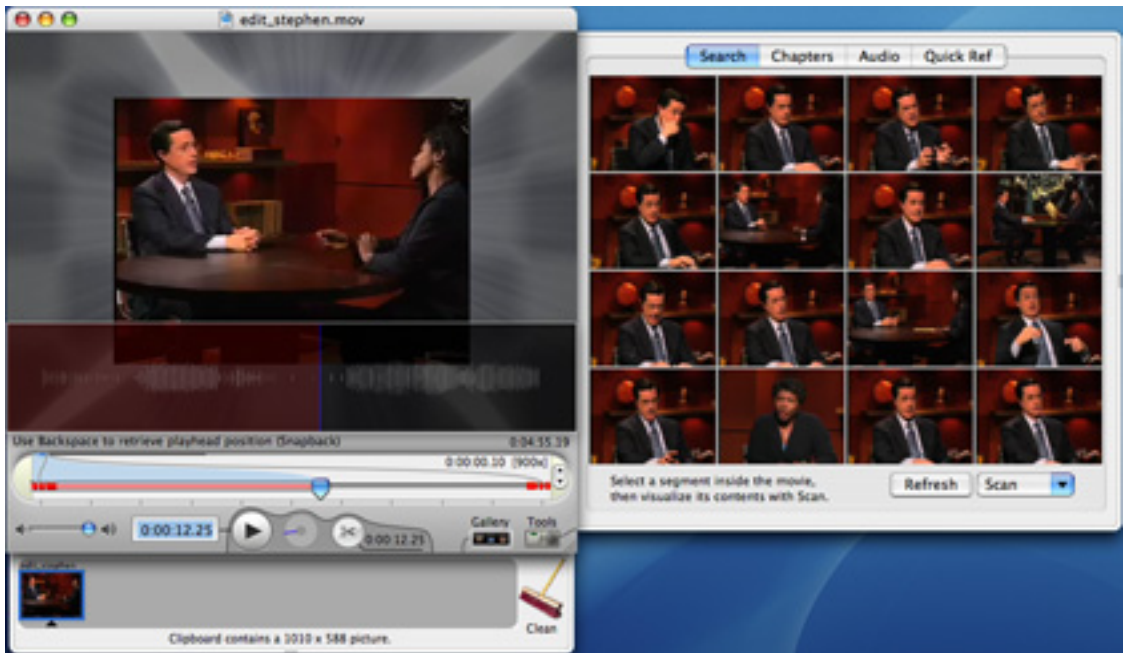 edit_stephen.mov
Search Chapters Audio Quick Ref
Use Backspace to retrieve playhead position (Snapback) 0:04:55.19
0:00:00.10 [900x]
Select a segment inside the movie,
then visualize its contents with Scan.
Refresh Scan
0:00:12.25
0:00:12.25
Gallery Tools
edit_stephen
Clean
Clipboard contains a 1010 x 588 picture.